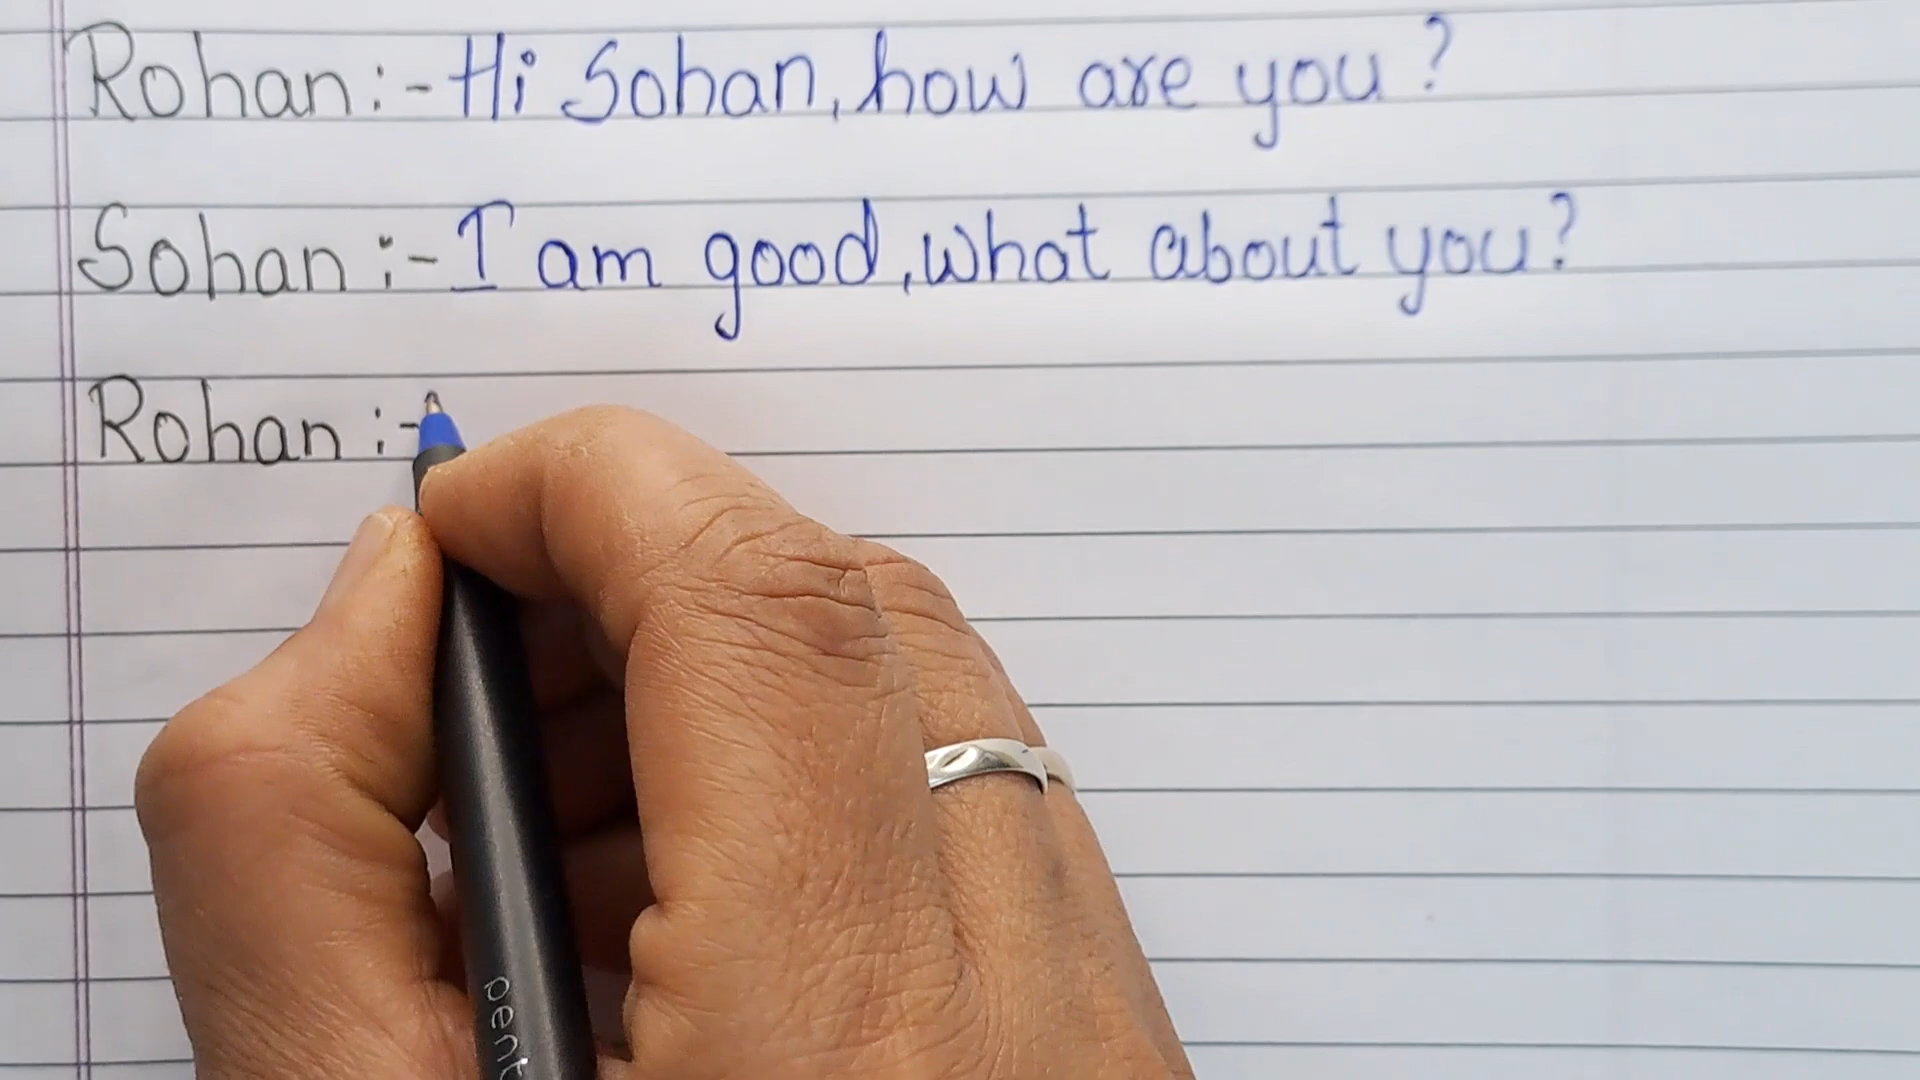 Rohan:- Hi Sohan, how are you?
Sohan:- I am good, what about you?
Rohan:-
pent